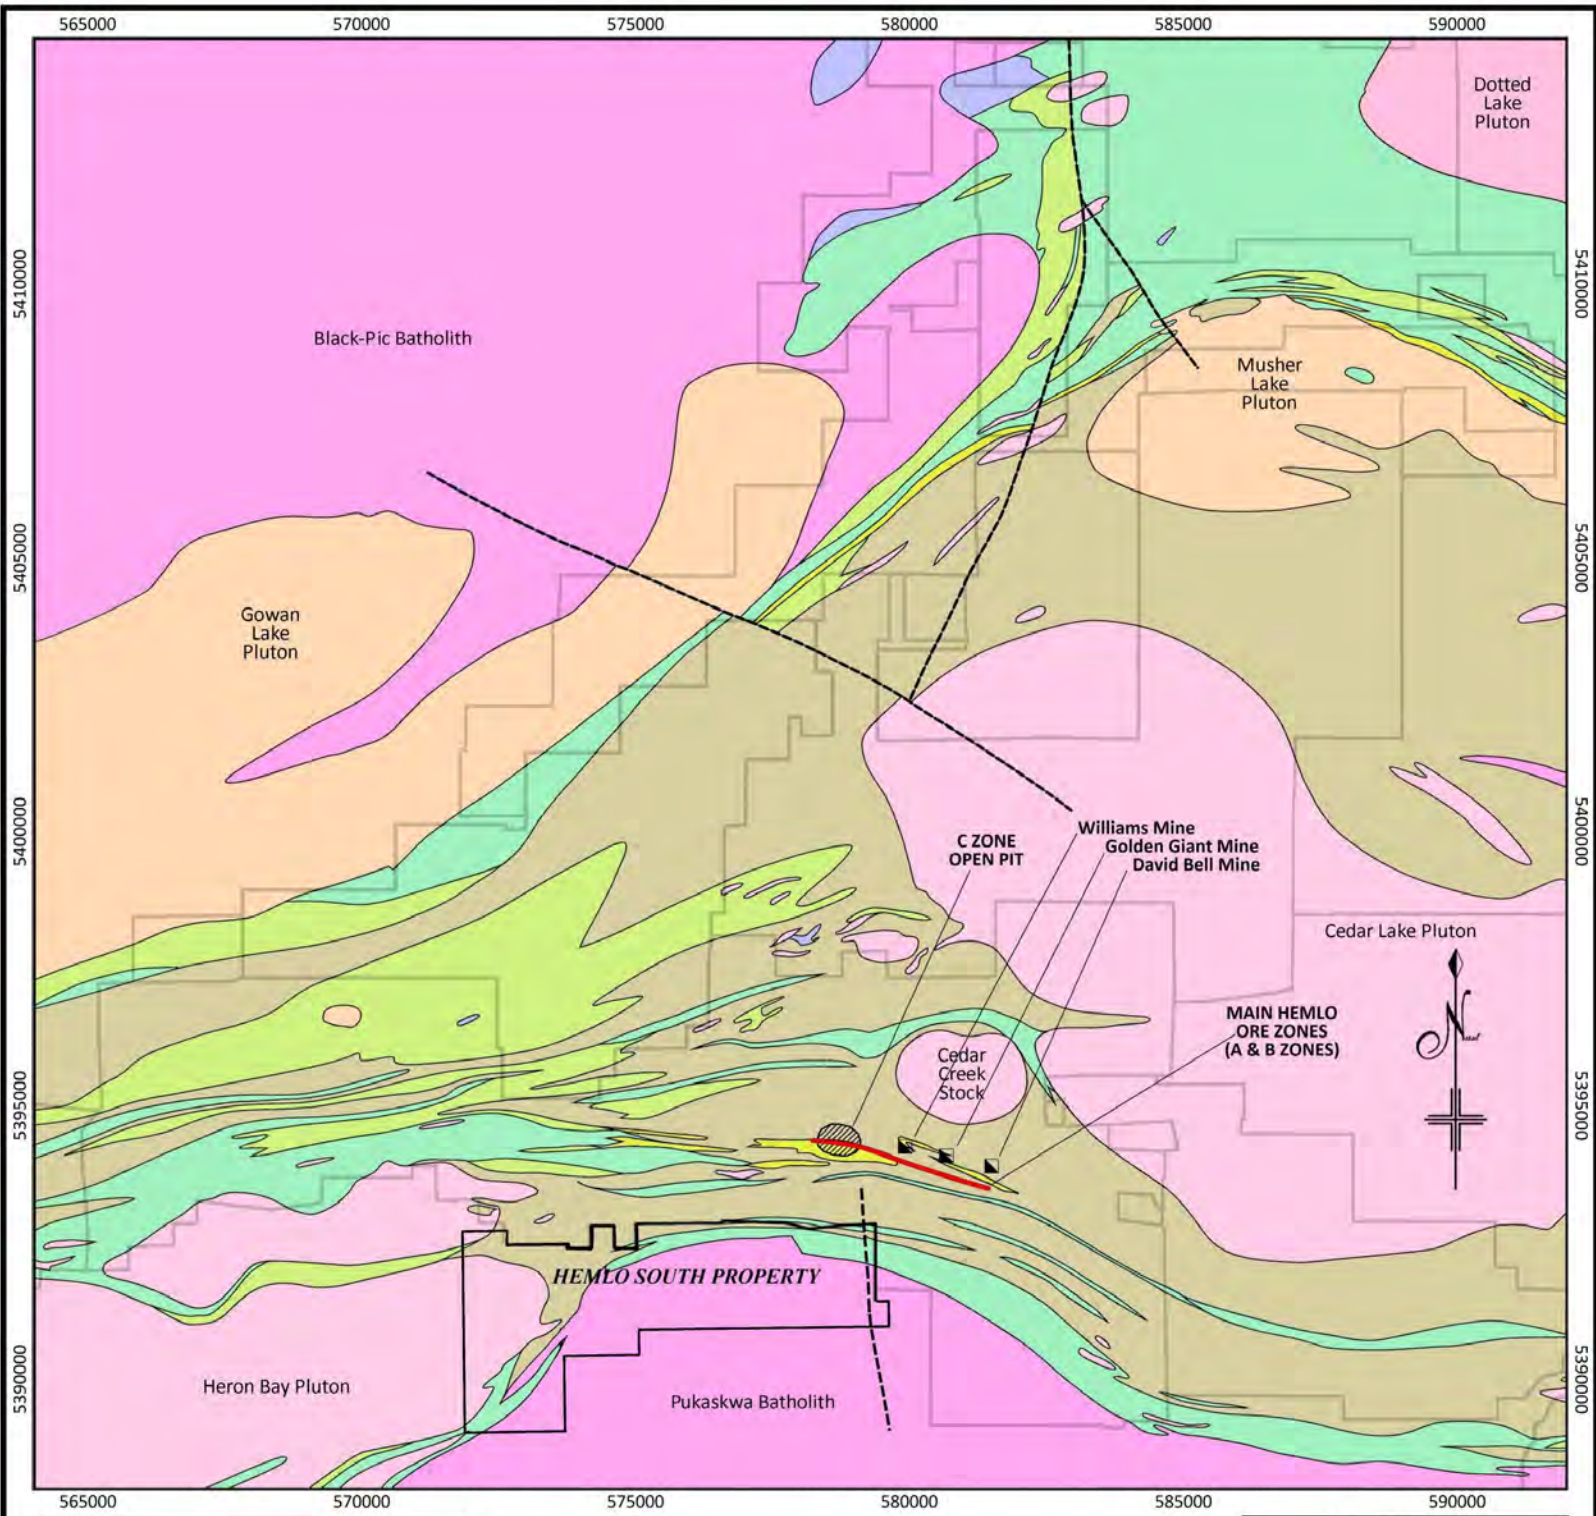 565000 570000 575000 580000 585000 590000
Dotted
Lake
Pluton
5410000
5410000
Black-Pic Batholith
Musher
Lake
Pluton
5405000
5405000
Gowan
Lake
Pluton
5400000
5400000
C ZONE
OPEN PIT
Williams Mine
Golden Giant Mine
David Bell Mine
Cedar Lake Pluton
N
MAIN HEMLO
ORE ZONES
(A & B ZONES)
Cedar
Creek
Stock
5395000
5395000
HEMLO SOUTH PROPERTY
5390000
5390000
Heron Bay Pluton
Pukaskwa Batholith
565000 570000 575000 580000 585000 590000